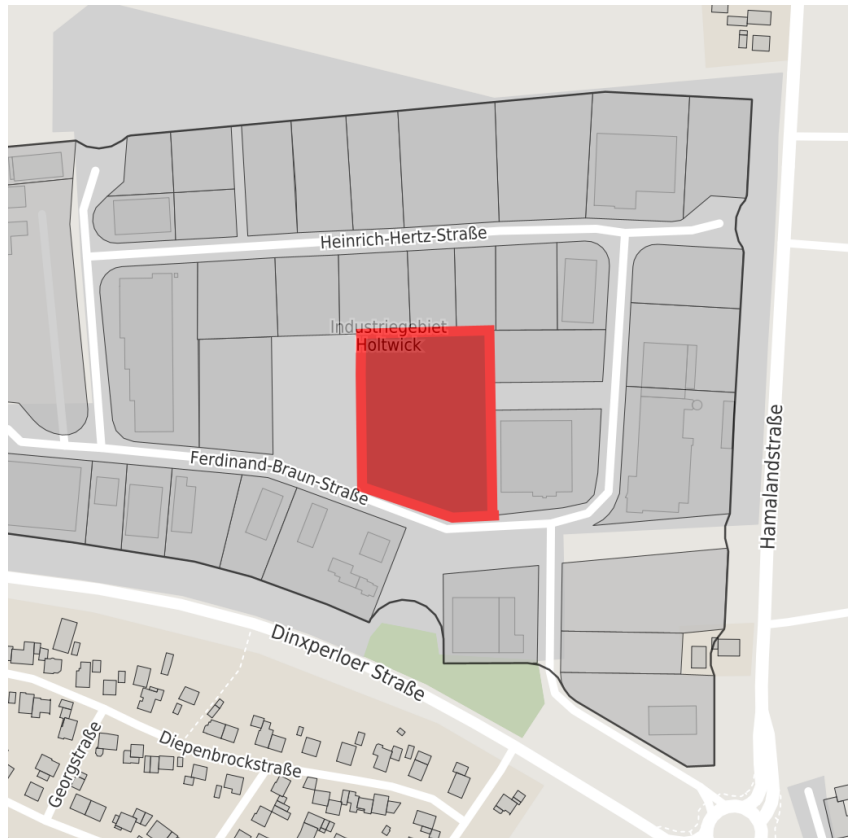 Heinrich-Hertz-Straße
Industriegebiet
Holtwick
Ferdinand-Braun-Straße
Hamalandstraße
Dinxperloer Straße
Diepenbrockstraße
Georgstraße